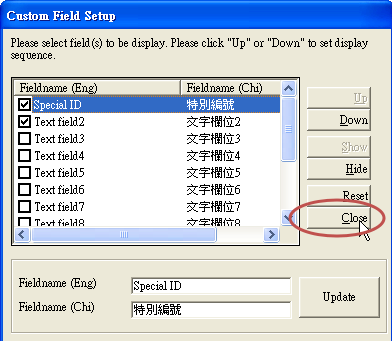 Custom Field Setup
Please select field(s) to be display. Please click "Up" or "Down" to set display
sequence.
Fieldname (Eng) Fieldname (Chi)
Special ID 特別編號
Text field2 文字欄位2
Text field3 文字欄位3
Text field4 文字欄位4
Text field5 文字欄位5
Text field6 文字欄位6
Text field7 文字欄位7
Text field8 文字欄位8
Up
Down
Show
Hide
Reset
Close
Fieldname (Eng) Special ID
Fieldname (Chi) 特別編號
Update